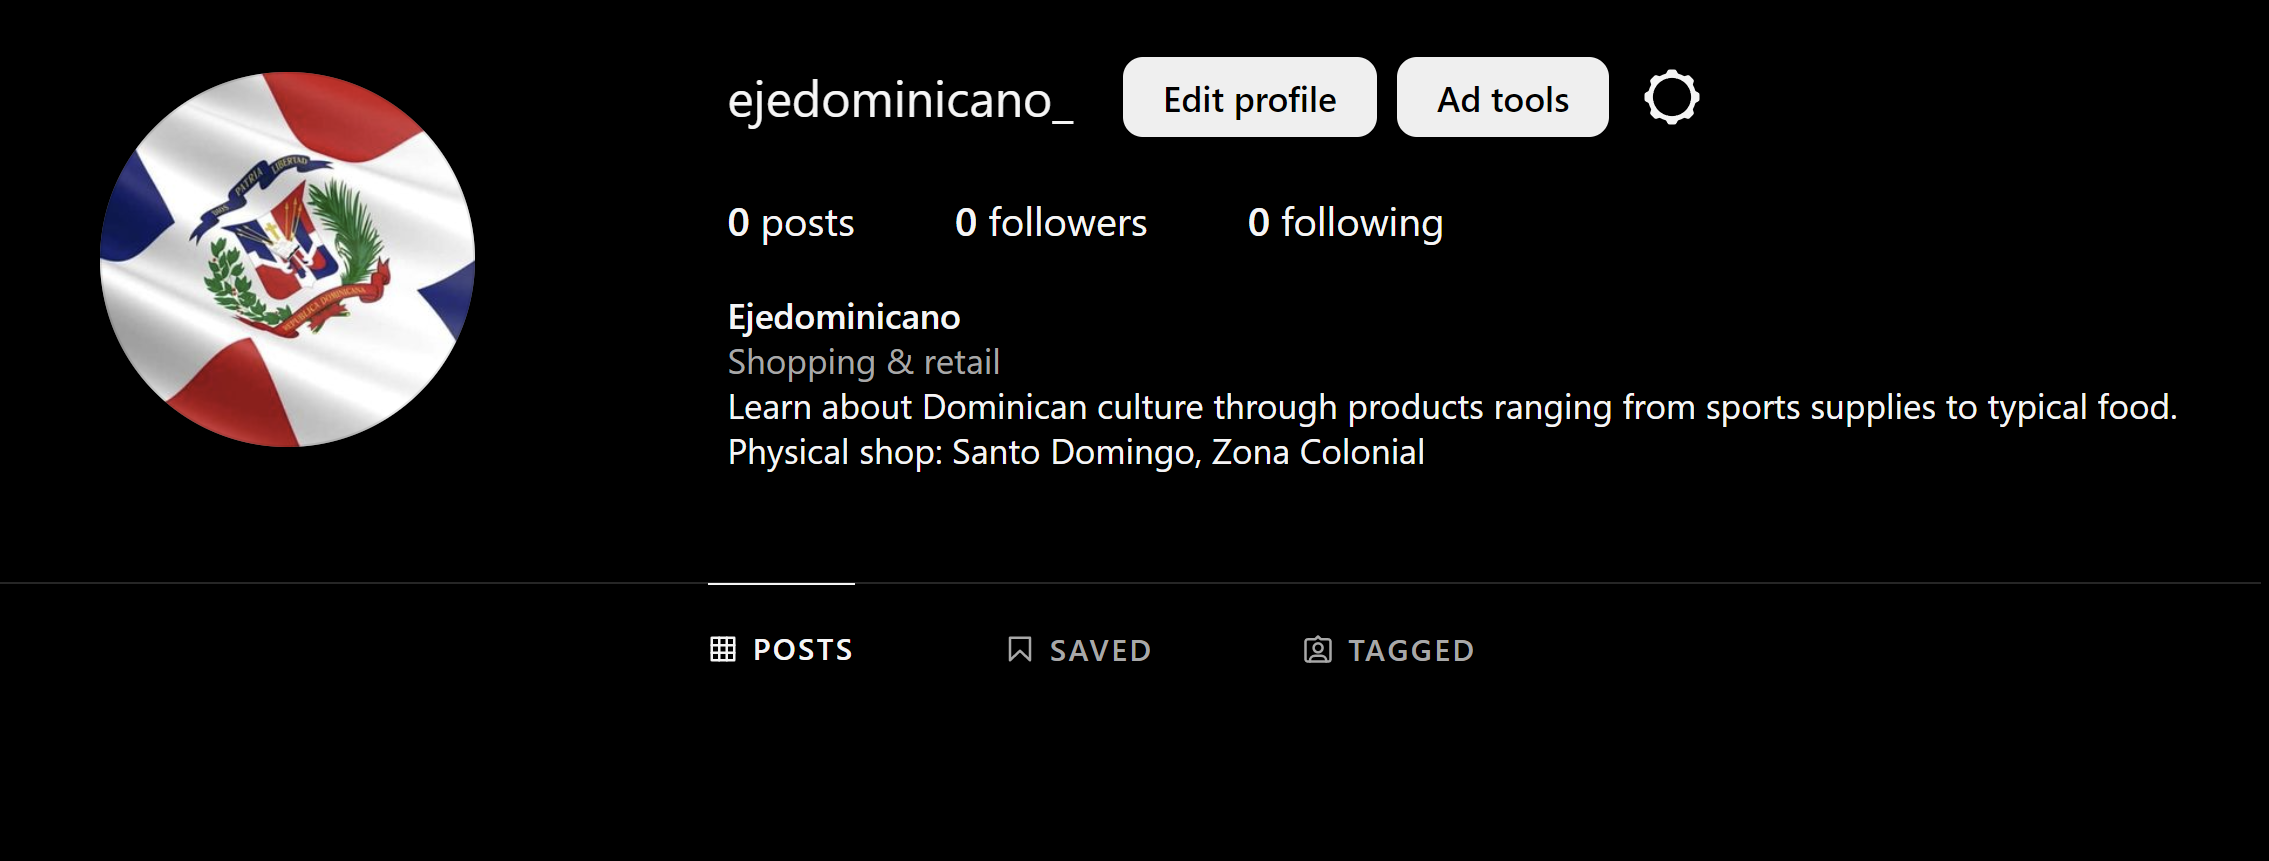 DIOS PATRIA LIBERTAD
REPUBLICA DOMINICANA
ejedominicano_ Edit profile Ad tools
0 posts 0 followers 0 following
Ejedominicano
Shopping & retail
Learn about Dominican culture through products ranging from sports supplies to typical food.
Physical shop: Santo Domingo, Zona Colonial
POSTS SAVED TAGGED